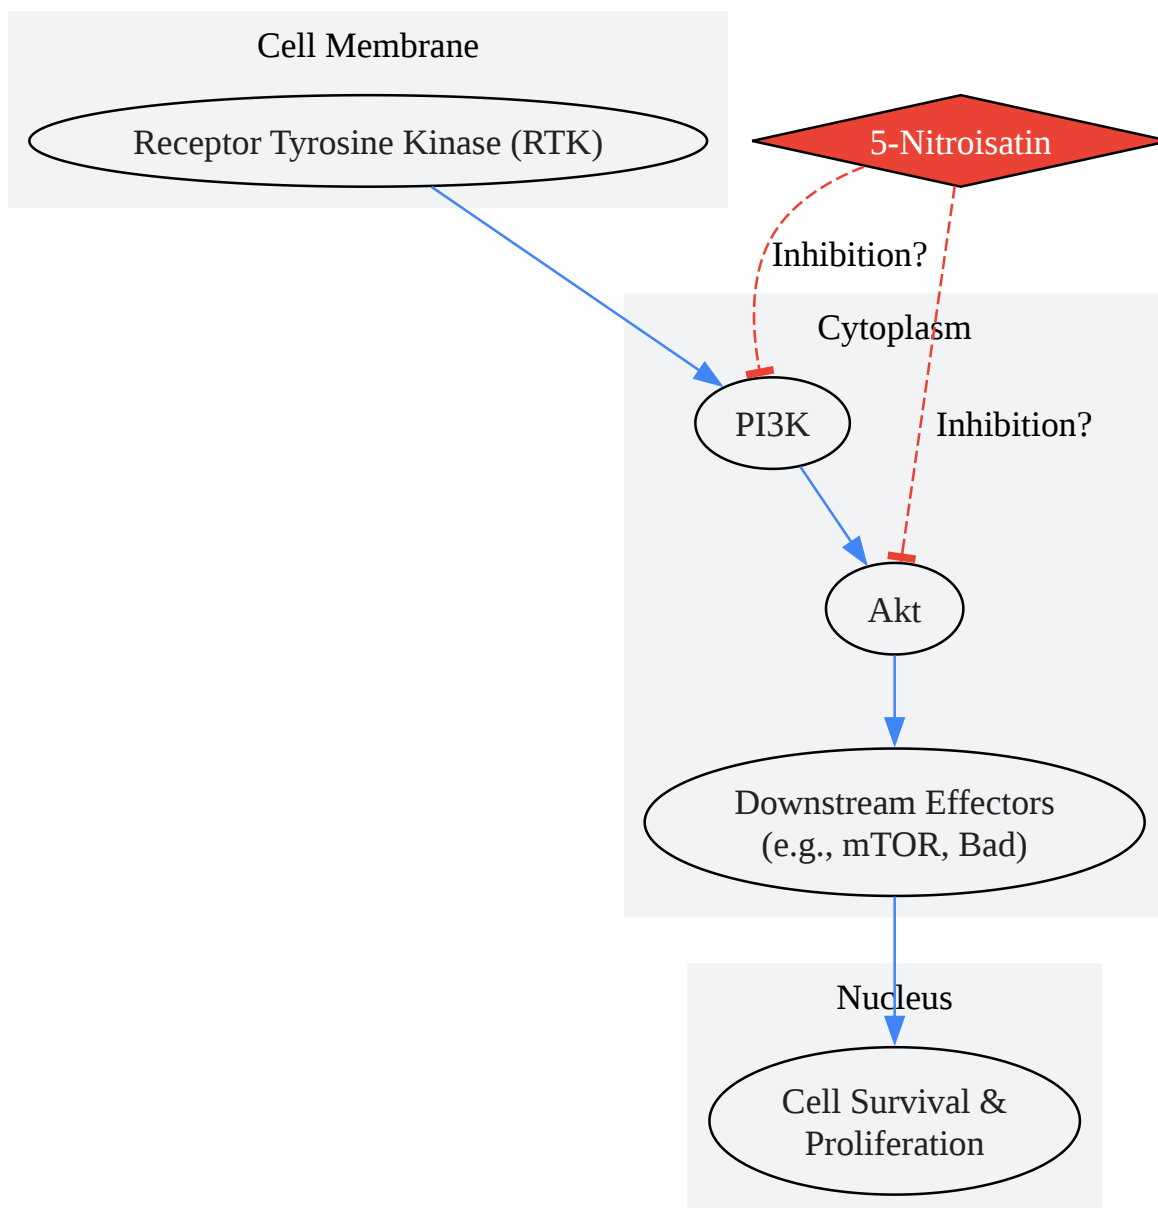 Cell Membrane
Receptor Tyrosine Kinase (RTK)
5-Nitroisatin
Inhibition?
Cytoplasm
PI3K
Inhibition?
Akt
Downstream Effectors
(e.g., mTOR, Bad)
Nucleus
Cell Survival &
Proliferation